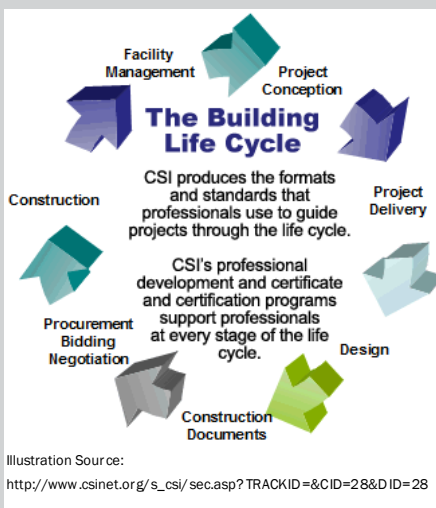 Facility
Management
Project
Conception
The Building
Life Cycle
CSI produces the formats
and standards that
professionals use to guide
projects through the life cycle.
Construction
Project
Delivery
CSI's professional
development and certificate
and certification programs
support professionals
at every stage of the life
cycle.
Procurement
Bidding
Negotiation
Design
Construction
Documents
Illustration Source:
http://www.csinet.org/s_csi/sec.asp?TRACKID=&CID=28&DID=28